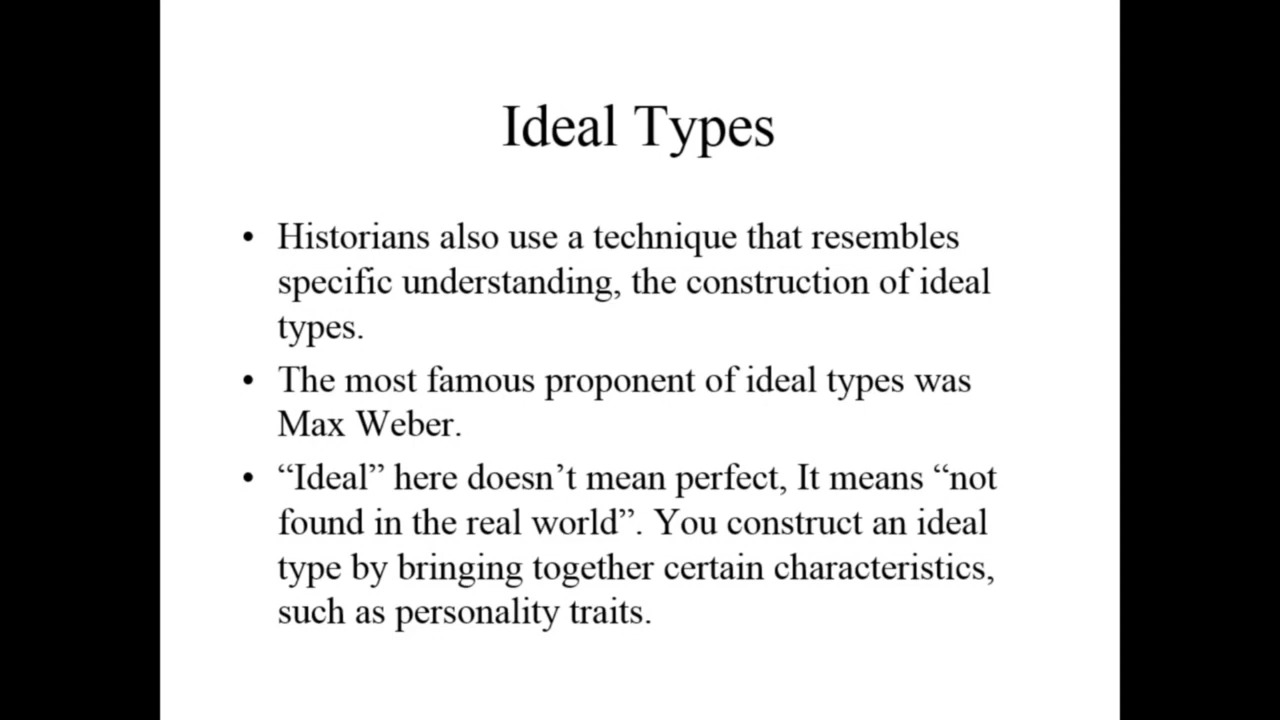 Ideal Types
• Historians also use a technique that resembles
specific understanding, the construction of ideal
types.
• The most famous proponent of ideal types was
Max Weber.
• “Ideal” here doesn’t mean perfect, It means “not
found in the real world”. You construct an ideal
type by bringing together certain characteristics,
such as personality traits.